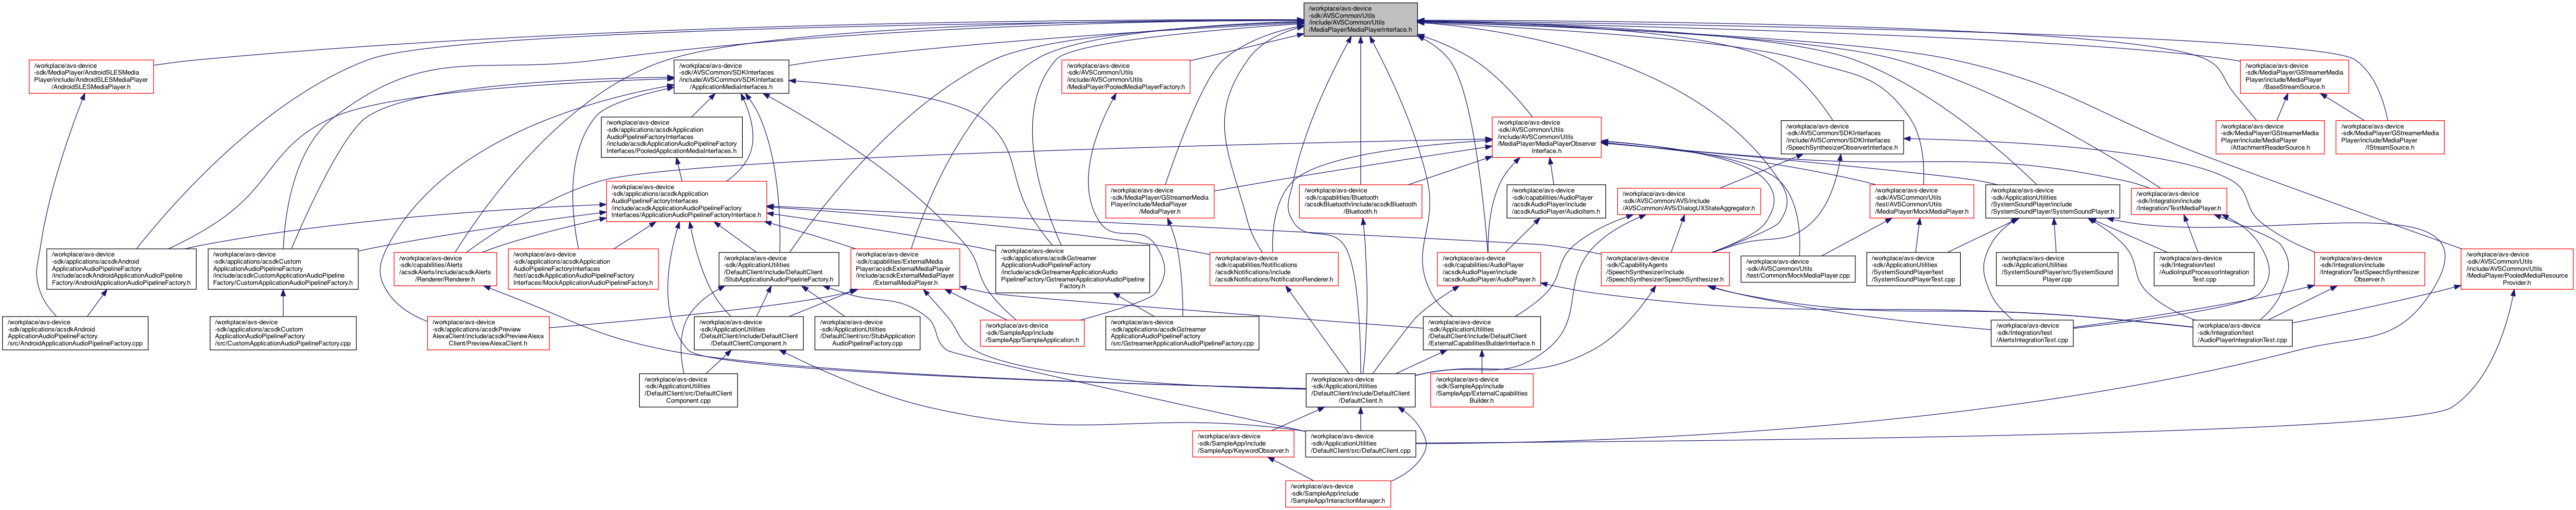 /workplace/avs-device
-sdk/AVSCommon/Utils
/include/AVSCommon/Utils
/MediaPlayer/MediaPlayerInterface.h
/workplace/avs-device
-sdk/MediaPlayer/AndroidSLESMedia
Player/include/AndroidSLESMediaPlayer
/AndroidSLESMediaPlayer.h
/workplace/avs-device
-sdk/AVSCommon/SDKInterfaces
/include/AVSCommon/SDKInterfaces
/ApplicationMediaInterfaces.h
/workplace/avs-device
-sdk/AVSCommon/Utils
/include/AVSCommon/Utils
/MediaPlayer/PooledMediaPlayerFactory.h
/workplace/avs-device
-sdk/MediaPlayer/GStreamerMedia
Player/include/MediaPlayer
/BaseStreamSource.h
/workplace/avs-device
-sdk/applications/acsdkApplication
AudioPipelineFactoryInterfaces
/include/acsdkApplicationAudioPipelineFactory
Interfaces/PooledApplicationMediaInterfaces.h
/workplace/avs-device
-sdk/AVSCommon/Utils
/include/AVSCommon/Utils
/MediaPlayer/MediaPlayerObserver
Interface.h
/workplace/avs-device
-sdk/AVSCommon/SDKInterfaces
/include/AVSCommon/SDKInterfaces
/SpeechSynthesizerObserverInterface.h
/workplace/avs-device
-sdk/MediaPlayer/GStreamerMedia
Player/include/MediaPlayer
/AttachmentReaderSource.h
/workplace/avs-device
-sdk/MediaPlayer/GStreamerMedia
Player/include/MediaPlayer
/IStreamSource.h
/workplace/avs-device
-sdk/applications/acsdkApplication
AudioPipelineFactoryInterfaces
/include/acsdkApplicationAudioPipelineFactory
Interfaces/ApplicationAudioPipelineFactoryInterface.h
/workplace/avs-device
-sdk/MediaPlayer/GStreamerMedia
Player/include/MediaPlayer
/MediaPlayer.h
/workplace/avs-device
-sdk/capabilities/Bluetooth
/acsdkBluetooth/include/acsdkBluetooth
/Bluetooth.h
/workplace/avs-device
-sdk/capabilities/AudioPlayer
/acsdkAudioPlayer/include
/acsdkAudioPlayer/AudioItem.h
/workplace/avs-device
-sdk/AVSCommon/AVS/include
/AVSCommon/AVS/DialogUXStateAggregator.h
/workplace/avs-device
-sdk/AVSCommon/Utils
/test/AVSCommon/Utils
/MediaPlayer/MockMediaPlayer.h
/workplace/avs-device
-sdk/ApplicationUtilities
/SystemSoundPlayer/include
/SystemSoundPlayer/SystemSoundPlayer.h
/workplace/avs-device
-sdk/Integration/include
/Integration/TestMediaPlayer.h
/workplace/avs-device
-sdk/applications/acsdkAndroid
ApplicationAudioPipelineFactory
/include/acsdkAndroidApplicationAudioPipeline
Factory/AndroidApplicationAudioPipelineFactory.h
/workplace/avs-device
-sdk/applications/acsdkCustom
ApplicationAudioPipelineFactory
/include/acsdkCustomApplicationAudioPipeline
Factory/CustomApplicationAudioPipelineFactory.h
/workplace/avs-device
-sdk/capabilities/Alerts
/acsdkAlerts/include/acsdkAlerts
/Renderer/Renderer.h
/workplace/avs-device
-sdk/applications/acsdkApplication
AudioPipelineFactoryInterfaces
/test/acsdkApplicationAudioPipelineFactory
Interfaces/MockApplicationAudioPipelineFactory.h
/workplace/avs-device
-sdk/ApplicationUtilities
/DefaultClient/include/DefaultClient
/StubApplicationAudioPipelineFactory.h
/workplace/avs-device
-sdk/capabilities/ExternalMedia
Player/acsdkExternalMediaPlayer
/include/acsdkExternalMediaPlayer
/ExternalMediaPlayer.h
/workplace/avs-device
-sdk/applications/acsdkGstreamer
ApplicationAudioPipelineFactory
/include/acsdkGstreamerApplicationAudio
PipelineFactory/GstreamerApplicationAudioPipeline
Factory.h
/workplace/avs-device
-sdk/capabilities/Notifications
/acsdkNotifications/include
/acsdkNotifications/NotificationRenderer.h
/workplace/avs-device
-sdk/capabilities/AudioPlayer
/acsdkAudioPlayer/include
/acsdkAudioPlayer/AudioPlayer.h
/workplace/avs-device
-sdk/CapabilityAgents
/SpeechSynthesizer/include
/SpeechSynthesizer/SpeechSynthesizer.h
/workplace/avs-device
-sdk/AVSCommon/Utils
/test/Common/MockMediaPlayer.cpp
/workplace/avs-device
-sdk/ApplicationUtilities
/SystemSoundPlayer/test
/SystemSoundPlayerTest.cpp
/workplace/avs-device
-sdk/ApplicationUtilities
/SystemSoundPlayer/src/SystemSound
Player.cpp
/workplace/avs-device
-sdk/Integration/test
/AudioInputProcessorIntegration
Test.cpp
/workplace/avs-device
-sdk/Integration/include
/Integration/TestSpeechSynthesizer
Observer.h
/workplace/avs-device
-sdk/AVSCommon/Utils
/include/AVSCommon/Utils
/MediaPlayer/PooledMediaResource
Provider.h
/workplace/avs-device
-sdk/applications/acsdkAndroid
ApplicationAudioPipelineFactory
/src/AndroidApplicationAudioPipelineFactory.cpp
/workplace/avs-device
-sdk/applications/acsdkCustom
ApplicationAudioPipelineFactory
/src/CustomApplicationAudioPipelineFactory.cpp
/workplace/avs-device
-sdk/applications/acsdkPreview
AlexaClient/include/acsdkPreviewAlexa
Client/PreviewAlexaClient.h
/workplace/avs-device
-sdk/ApplicationUtilities
/DefaultClient/include/DefaultClient
/DefaultClientComponent.h
/workplace/avs-device
-sdk/ApplicationUtilities
/DefaultClient/src/StubApplication
AudioPipelineFactory.cpp
/workplace/avs-device
-sdk/SampleApp/include
/SampleApp/SampleApplication.h
/workplace/avs-device
-sdk/applications/acsdkGstreamer
ApplicationAudioPipelineFactory
/src/GstreamerApplicationAudioPipelineFactory.cpp
/workplace/avs-device
-sdk/ApplicationUtilities
/DefaultClient/include/DefaultClient
/ExternalCapabilitiesBuilderInterface.h
/workplace/avs-device
-sdk/Integration/test
/AlertsIntegrationTest.cpp
/workplace/avs-device
-sdk/Integration/test
/AudioPlayerIntegrationTest.cpp
/workplace/avs-device
-sdk/ApplicationUtilities
/DefaultClient/src/DefaultClient
Component.cpp
/workplace/avs-device
-sdk/ApplicationUtilities
/DefaultClient/include/DefaultClient
/DefaultClient.h
/workplace/avs-device
-sdk/SampleApp/include
/SampleApp/ExternalCapabilities
Builder.h
/workplace/avs-device
-sdk/SampleApp/include
/SampleApp/KeywordObserver.h
/workplace/avs-device
-sdk/ApplicationUtilities
/DefaultClient/src/DefaultClient.cpp
/workplace/avs-device
-sdk/SampleApp/include
/SampleApp/InteractionManager.h